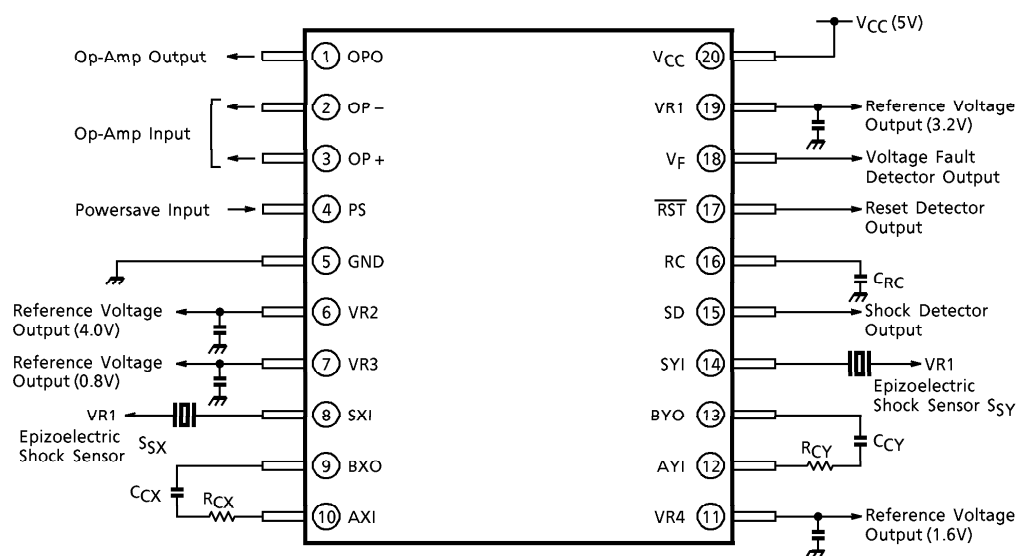 Op-Amp Output
1 OPO
Op-Amp Input
2 OP−
3 OP+
Powersave Input
4 PS
5 GND
Reference Voltage
Output (4.0V)
6 VR2
Reference Voltage
Output (0.8V)
7 VR3
VR1
8 SXI
Epizoelectric
Shock Sensor SSX
9 BXO
CCX
RCX
10 AXI
VCC (5V)
VCC 20
VR1 19
Reference Voltage
Output (3.2V)
VF 18
Voltage Fault
Detector Output
RST 17
Reset Detector
Output
RC 16
CRC
SD 15
Shock Detector
Output
SYI 14
VR1
Epizoelectric
Shock Sensor SSY
BYO 13
CCY
RCY
AYI 12
VR4 11
Reference Voltage
Output (1.6V)